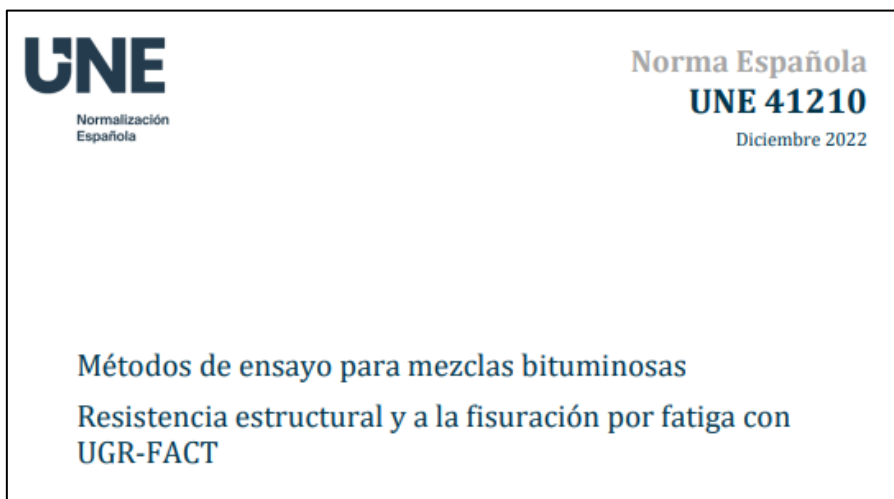 UNE
Normalización
Española
Norma Española
UNE 41210
Diciembre 2022
Métodos de ensayo para mezclas bituminosas
Resistencia estructural y a la fisuración por fatiga con
UGR-FACT